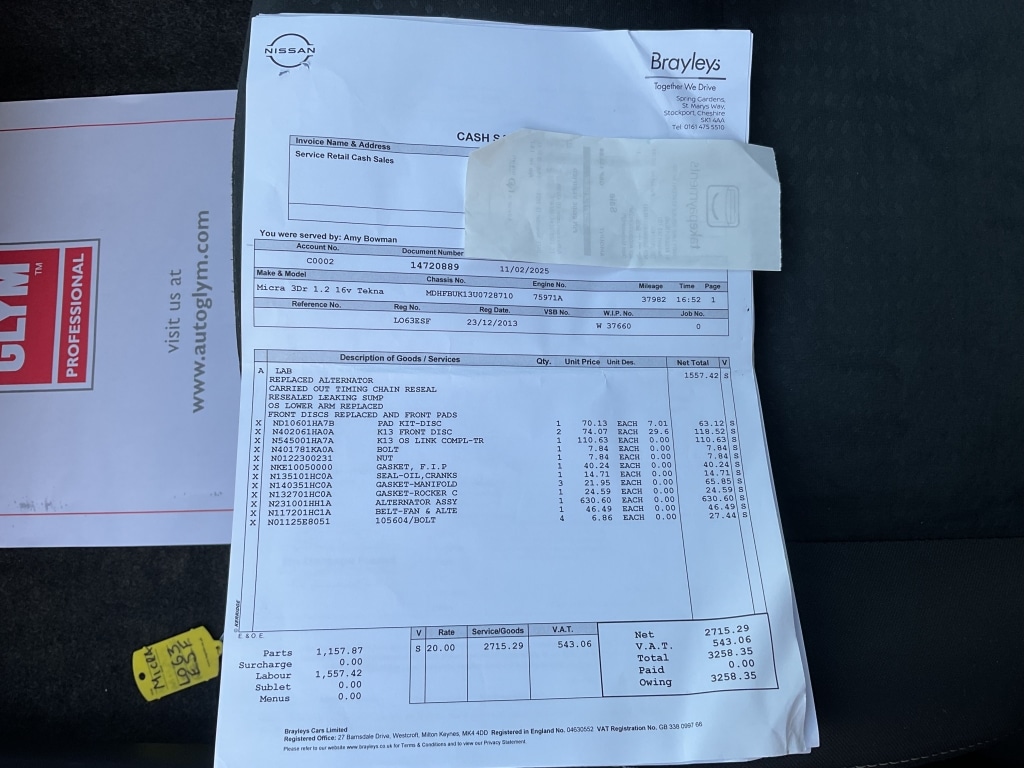 NISSAN
Brayleys
Together We Drive
Spring Gardens,
St. Marys Way,
Stockport, Cheshire
SK1 4AA
Tel: 0161 475 5510
CASH
Invoice Name & Address
Service Retail Cash Sales
You were served by: Amy Bowman
Account No. Document Number
C0002 14720889 11/02/2025
Make & Model Chassis No. Engine No. Mileage Time Page
Micra 3Dr 1.2 16v Tekna MDHFBUK13U0728710 75971A 37982 16:52 1
Reference No. Reg No. Reg Date. VSB No. W.I.P. No. Job No.
LO63ESF 23/12/2013 W 37660 0
Description of Goods / Services Qty. Unit Price Unit Des. Net Total V
A LAB 1557.42 S
REPLACED ALTERNATOR
CARRIED OUT TIMING CHAIN RESEAL
RESEALED LEAKING SUMP
OS LOWER ARM REPLACED
FRONT DISCS REPLACED AND FRONT PADS
X ND10601HA7B PAD KIT-DISC 1 70.13 EACH 7.01 63.12 S
X N402061HA0A K13 FRONT DISC 2 74.07 EACH 29.6 118.52 S
X N545001HA7A K13 OS LINK COMPL-TR 1 110.63 EACH 0.00 110.63 S
X N401781KA0A BOLT 1 7.84 EACH 0.00 7.84 S
X N0122300231 NUT 1 7.84 EACH 0.00 7.84 S
X NKE10050000 GASKET, F.I.P 1 40.24 EACH 0.00 40.24 S
X N135101HC0A SEAL-OIL,CRANKS 1 14.71 EACH 0.00 14.71 S
X N140351HC0A GASKET-MANIFOLD 3 21.95 EACH 0.00 65.85 S
X N132701HC0A GASKET-ROCKER C 1 24.59 EACH 0.00 24.59 S
X N231001HH1A ALTERNATOR ASSY 1 630.60 EACH 0.00 630.60 S
X N117201HC1A BELT-FAN & ALTE 1 46.49 EACH 0.00 46.49 S
X N01125E8051 105604/BOLT 4 6.86 EACH 0.00 27.44 S
E.& O.E.
Parts 1,157.87
Surcharge 0.00
Labour 1,557.42
Sublet 0.00
Menus 0.00
V Rate Service/Goods V.A.T.
S 20.00 2715.29 543.06
Net 2715.29
V.A.T. 543.06
Total 3258.35
Paid 0.00
Owing 3258.35
Brayleys Cars Limited
Registered Office: 27 Barnsdale Drive, Westcroft, Milton Keynes, MK4 4DD Registered in England No. 04630552 VAT Registration No. GB 338 0997 66
Please refer to our website www.brayleys.co.uk for Terms & Conditions and to view our Privacy Statement
GLYM TM
PROFESSIONAL
visit us at
www.autoglym.com
MICRA
L063
ESF